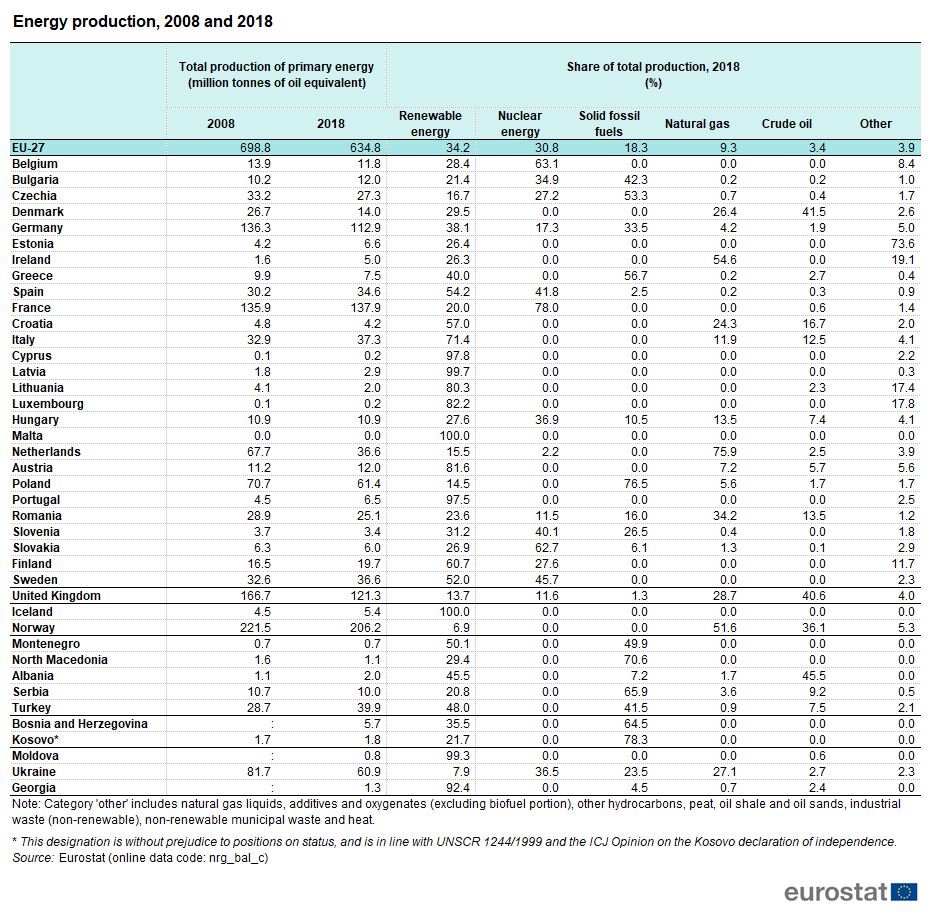 Energy production, 2008 and 2018
Total production of primary energy (million tonnes of oil equivalent) Share of total production, 2018 (%)
2008 2018 Renewable energy Nuclear energy Solid fossil fuels Natural gas Crude oil Other
EU-27 698.8 634.8 34.2 30.8 18.3 9.3 3.4 3.9
Belgium 13.9 11.8 28.4 63.1 0.0 0.0 0.0 8.4
Bulgaria 10.2 12.0 21.4 34.9 42.3 0.2 0.2 1.0
Czechia 33.2 27.3 16.7 27.2 53.3 0.7 0.4 1.7
Denmark 26.7 14.0 29.5 0.0 0.0 26.4 41.5 2.6
Germany 136.3 112.9 38.1 17.3 33.5 4.2 1.9 5.0
Estonia 4.2 6.6 26.4 0.0 0.0 0.0 0.0 73.6
Ireland 1.6 5.0 26.3 0.0 0.0 54.6 0.0 19.1
Greece 9.9 7.5 40.0 0.0 56.7 0.2 2.7 0.4
Spain 30.2 34.6 54.2 41.8 2.5 0.2 0.3 0.9
France 135.9 137.9 20.0 78.0 0.0 0.0 0.6 1.4
Croatia 4.8 4.2 57.0 0.0 0.0 24.3 16.7 2.0
Italy 32.9 37.3 71.4 0.0 0.0 11.9 12.5 4.1
Cyprus 0.1 0.2 97.8 0.0 0.0 0.0 0.0 2.2
Latvia 1.8 2.9 99.7 0.0 0.0 0.0 0.0 0.3
Lithuania 4.1 2.0 80.3 0.0 0.0 0.0 2.3 17.4
Luxembourg 0.1 0.2 82.2 0.0 0.0 0.0 0.0 17.8
Hungary 10.9 10.9 27.6 36.9 10.5 13.5 7.4 4.1
Malta 0.0 0.0 100.0 0.0 0.0 0.0 0.0 0.0
Netherlands 67.7 36.6 15.5 2.2 0.0 75.9 2.5 3.9
Austria 11.2 12.0 81.6 0.0 0.0 7.2 5.7 5.6
Poland 70.7 61.4 14.5 0.0 76.5 5.6 1.7 1.7
Portugal 4.5 6.5 97.5 0.0 0.0 0.0 0.0 2.5
Romania 28.9 25.1 23.6 11.5 16.0 34.2 13.5 1.2
Slovenia 3.7 3.4 31.2 40.1 26.5 0.4 0.0 1.8
Slovakia 6.3 6.0 26.9 62.7 6.1 1.3 0.1 2.9
Finland 16.5 19.7 60.7 27.6 0.0 0.0 0.0 11.7
Sweden 32.6 36.6 52.0 45.7 0.0 0.0 0.0 2.3
United Kingdom 166.7 121.3 13.7 11.6 1.3 28.7 40.6 4.0
Iceland 4.5 5.4 100.0 0.0 0.0 0.0 0.0 0.0
Norway 221.5 206.2 6.9 0.0 0.0 51.6 36.1 5.3
Montenegro 0.7 0.7 50.1 0.0 49.9 0.0 0.0 0.0
North Macedonia 1.6 1.1 29.4 0.0 70.6 0.0 0.0 0.0
Albania 1.1 2.0 45.5 0.0 7.2 1.7 45.5 0.0
Serbia 10.7 10.0 20.8 0.0 65.9 3.6 9.2 0.5
Turkey 28.7 39.9 48.0 0.0 41.5 0.9 7.5 2.1
Bosnia and Herzegovina : 5.7 35.5 0.0 64.5 0.0 0.0 0.0
Kosovo* 1.7 1.8 21.7 0.0 78.3 0.0 0.0 0.0
Moldova : 0.8 99.3 0.0 0.0 0.0 0.6 0.0
Ukraine 81.7 60.9 7.9 36.5 23.5 27.1 2.7 2.3
Georgia : 1.3 92.4 0.0 4.5 0.7 2.4 0.0
Note: Category 'other' includes natural gas liquids, additives and oxygenates (excluding biofuel portion), other hydrocarbons, peat, oil shale and oil sands, industrial
waste (non-renewable), non-renewable municipal waste and heat.
* This designation is without prejudice to positions on status, and is in line with UNSCR 1244/1999 and the ICJ Opinion on the Kosovo declaration of independence.
Source: Eurostat (online data code: nrg_bal_c)
eurostat